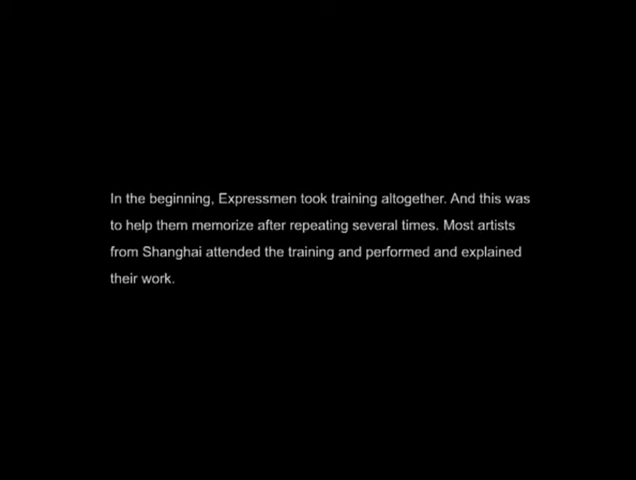 In the beginning, Expressmen took training altogether. And this was
to help them memorize after repeating several times. Most artists
from Shanghai attended the training and performed and explained
their work.